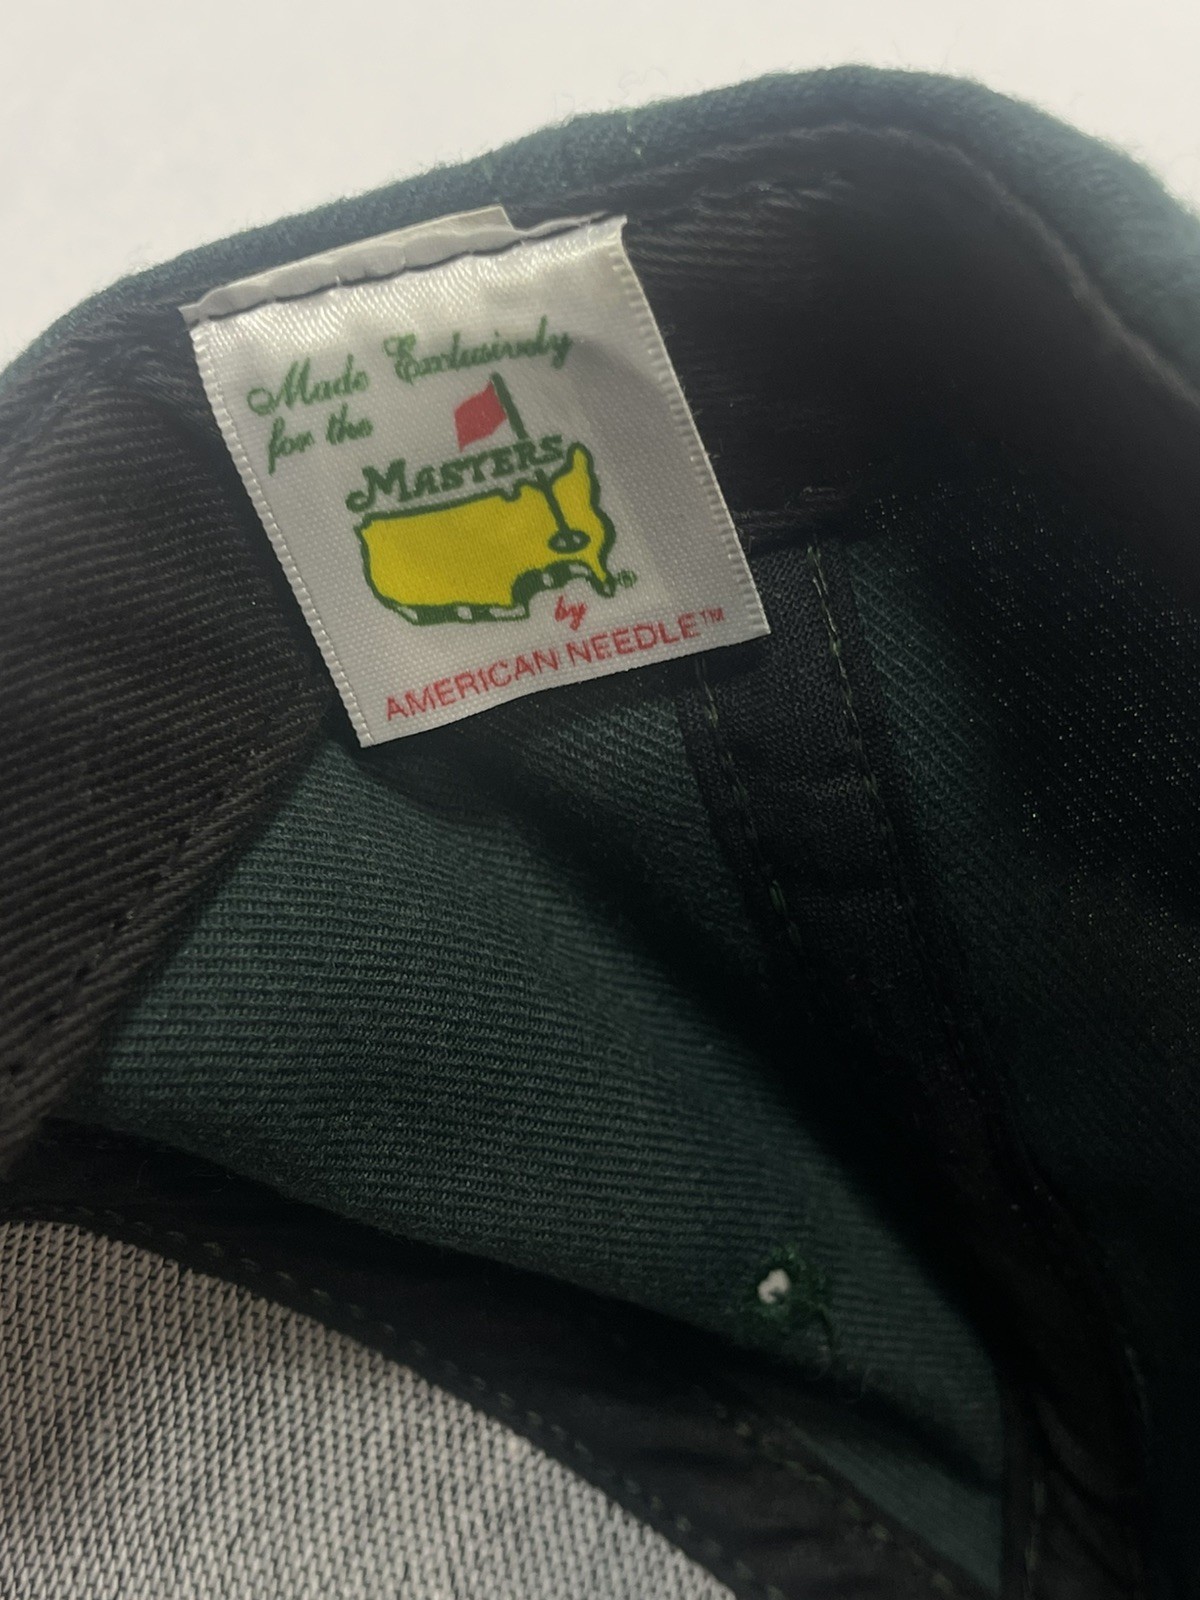 Made Exclusively
for the
MASTERS
®
by
AMERICAN NEEDLE™